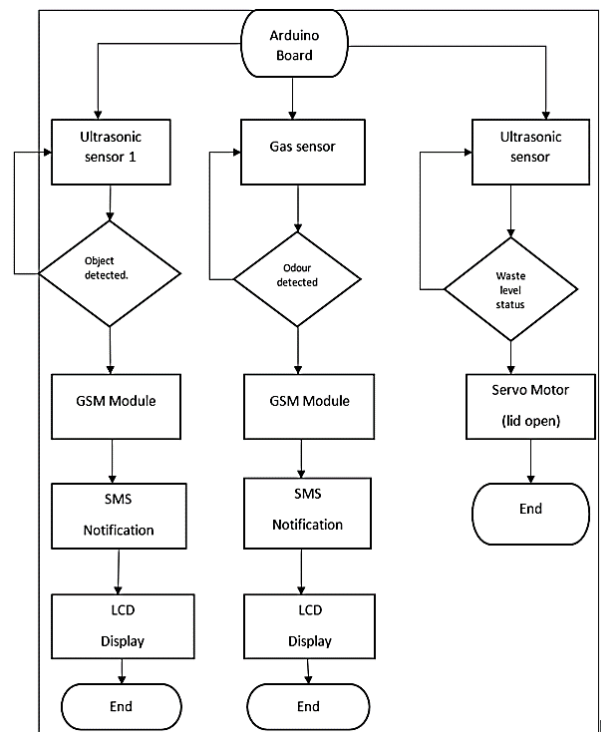 Arduino
Board
Ultrasonic
sensor 1
Gas sensor
Ultrasonic
sensor
Object
detected.
Odour
detected
Waste
level
status
GSM Module
GSM Module
Servo Motor
(lid open)
SMS
Notification
SMS
Notification
End
LCD
Display
LCD
Display
End
End